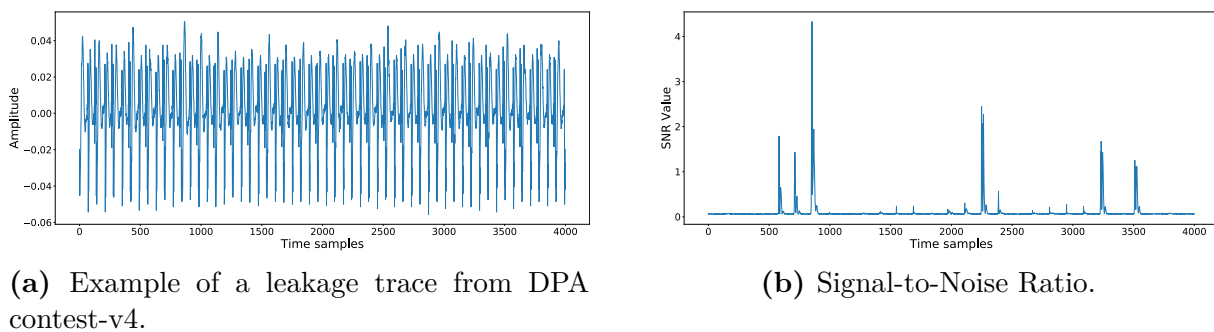 0.04
0.02
0.00
−0.02
−0.04
−0.06
Amplitude
0 500 1000 1500 2000 2500 3000 3500 4000
Time samples
(a) Example of a leakage trace from DPA
contest-v4.
4
3
2
1
0
SNR Value
0 500 1000 1500 2000 2500 3000 3500 4000
Time samples
(b) Signal-to-Noise Ratio.